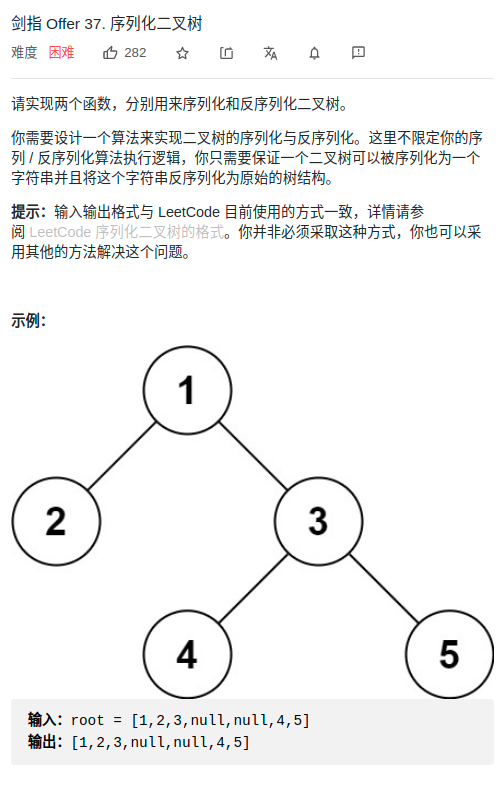 剑指 Offer 37. 序列化二叉树
难度 困难 282
请实现两个函数，分别用来序列化和反序列化二叉树。
你需要设计一个算法来实现二叉树的序列化与反序列化。这里不限定你的序
列 / 反序列化算法执行逻辑，你只需要保证一个二叉树可以被序列化为一个
字符串并且将这个字符串反序列化为原始的树结构。
提示：输入输出格式与 LeetCode 目前使用的方式一致，详情请参
阅 LeetCode 序列化二叉树的格式。你并非必须采取这种方式，你也可以采
用其他的方法解决这个问题。
示例：
1
2 3
4 5
输入：root = [1,2,3,null,null,4,5]
输出：[1,2,3,null,null,4,5]